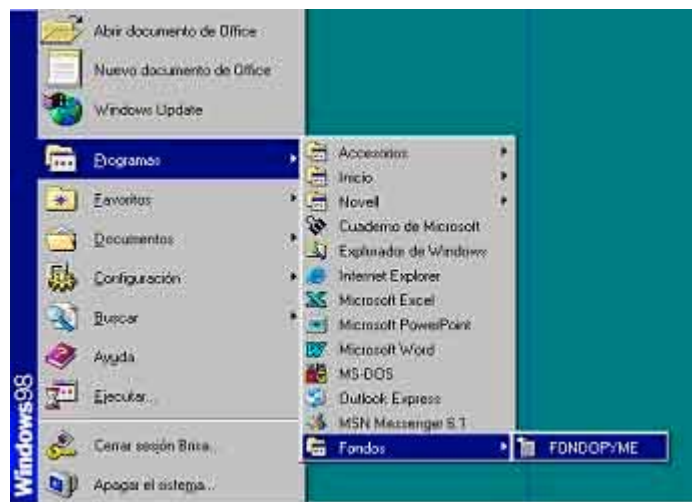 Abrir documento de Office
Nuevo documento de Office
Windows Update
Programas
Favoritos
Documentos
Configuración
Buscar
Ayuda
Ejecutar...
Cerrar sesión Brisa...
Apagar el sistema...
Windows98
Accesorios
Inicio
Novell
Cuaderno de Microsoft
Explorador de Windows
Internet Explorer
Microsoft Excel
Microsoft PowerPoint
Microsoft Word
MS-DOS
Outlook Express
MSN Messenger 6.1
Fondos
FONDOPYME